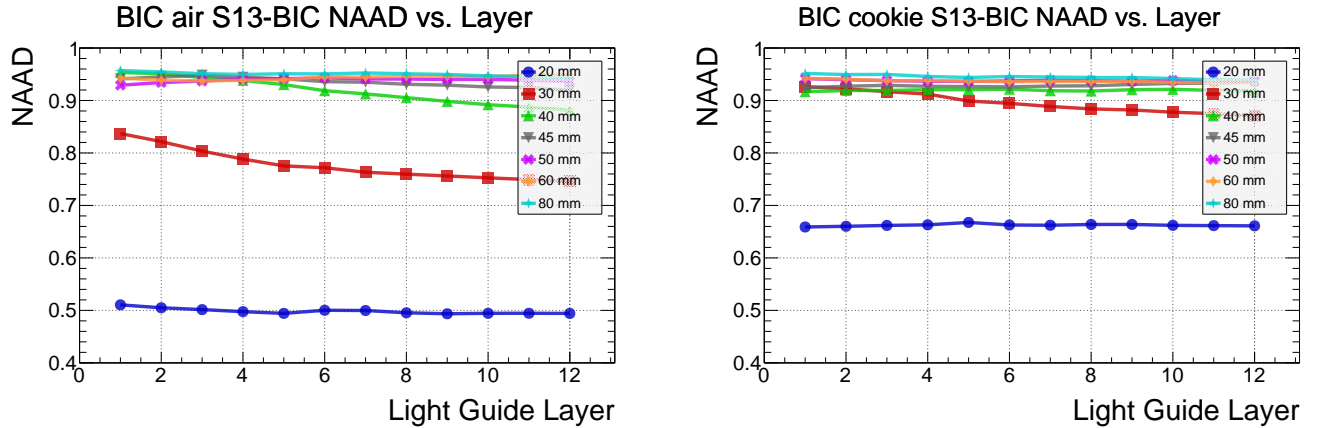 BIC air S13-BIC NAAD vs. Layer
NAAD
1
0.9
0.8
0.7
0.6
0.5
0.4
0 2 4 6 8 10 12
Light Guide Layer
20 mm
30 mm
40 mm
45 mm
50 mm
60 mm
80 mm
BIC cookie S13-BIC NAAD vs. Layer
NAAD
1
0.9
0.8
0.7
0.6
0.5
0.4
0 2 4 6 8 10 12
Light Guide Layer
20 mm
30 mm
40 mm
45 mm
50 mm
60 mm
80 mm